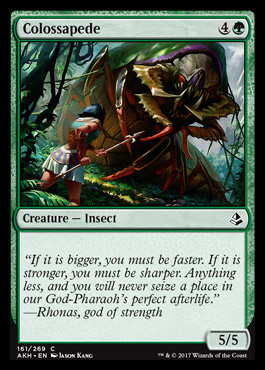 Colossapede 4
Creature — Insect
“If it is bigger, you must be faster. If it is
stronger, you must be sharper. Anything
less, and you will never seize a place in
our God-Pharaoh’s perfect afterlife.”
—Rhonas, god of strength
5/5
161/269 C
AKH • EN Jason Kang
™ & © 2017 Wizards of the Coast